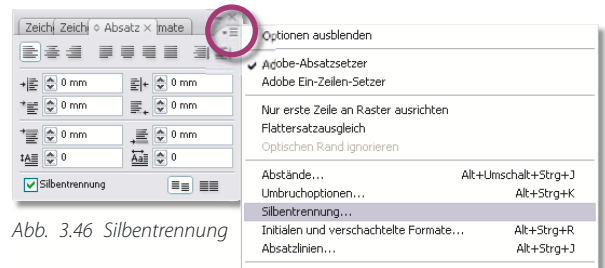 Zeich Zeich Absatz × mate
0 mm 0 mm
0 mm 0 mm
0 mm 0 mm
0 0
Silbentrennung
Abb. 3.46 Silbentrennung
Optionen ausblenden
Adobe-Absatzsetzer
Adobe Ein-Zeilen-Setzer
Nur erste Zeile an Raster ausrichten
Flattersatzausgleich
Optischen Rand ignorieren
Abstände... Alt+Umschalt+Strg+J
Umbruchoptionen... Alt+Strg+K
Silbentrennung...
Initialen und verschachtelte Formate... Alt+Strg+R
Absatzlinien... Alt+Strg+J